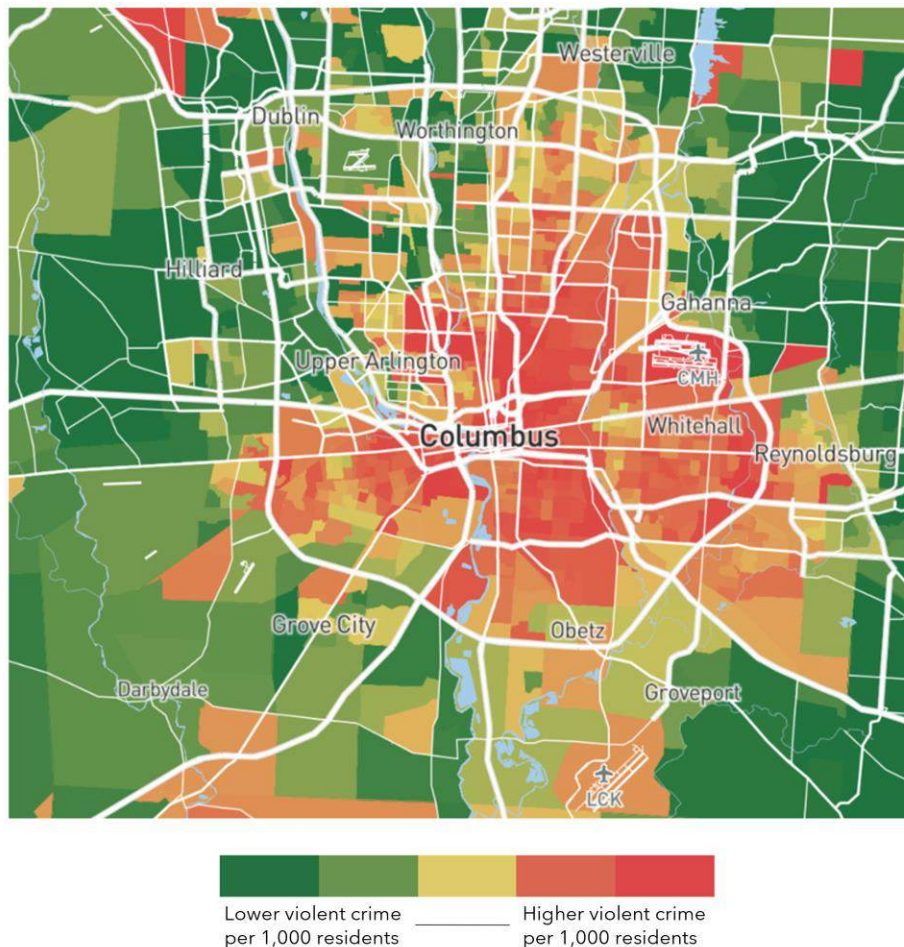 Westerville
Dublin
Worthington
Hilliard
Gahanna
Upper Arlington
CMH
Columbus
Whitehall
Reynoldsburg
Grove City
Obetz
Darbydale
Groveport
LCK
Lower violent crime
per 1,000 residents
Higher violent crime
per 1,000 residents